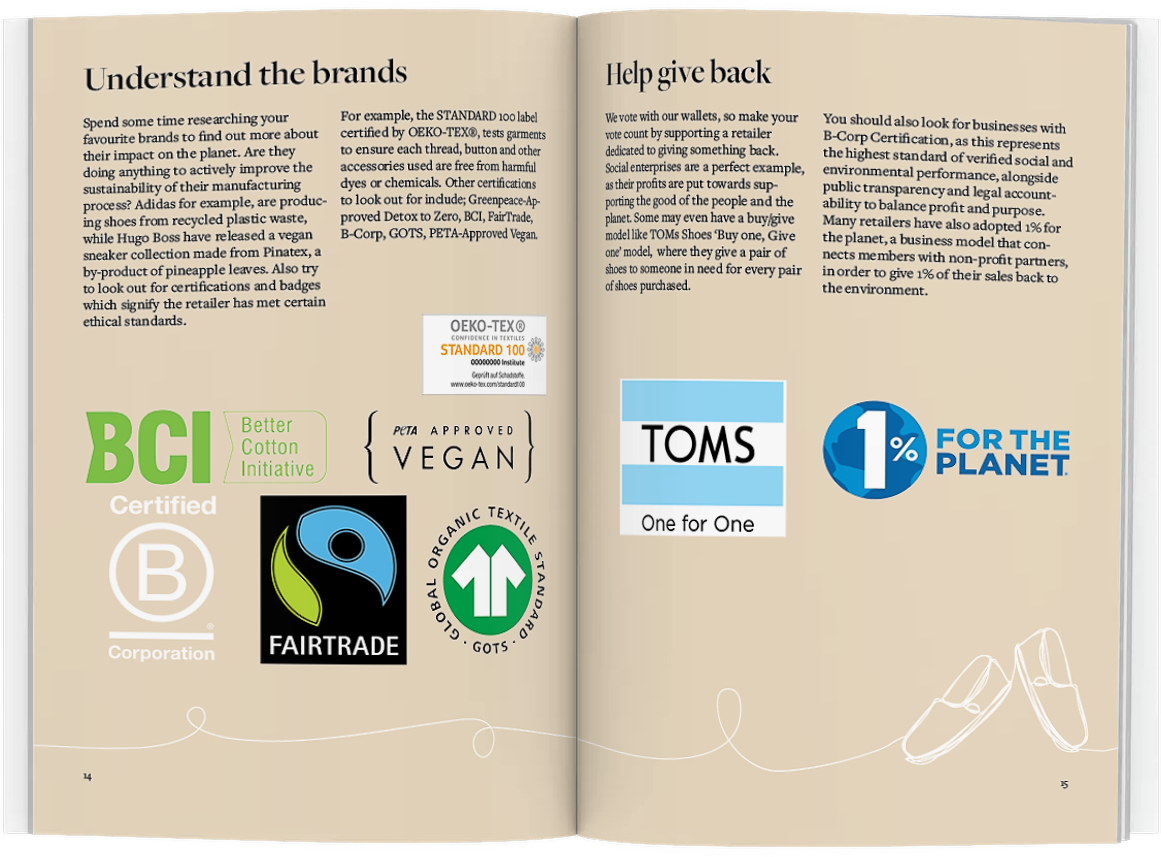 Understand the brands
Spend some time researching your
favourite brands to find out more about
their impact on the planet. Are they
doing anything to actively improve the
sustainability of their manufacturing
process? Adidas for example, are produc-
ing shoes from recycled plastic waste,
while Hugo Boss have released a vegan
sneaker collection made from Pinatex, a
by-product of pineapple leaves. Also try
to look out for certifications and badges
which signify the retailer has met certain
ethical standards.
For example, the STANDARD 100 label
certified by OEKO-TEX®, tests garments
to ensure each thread, button and other
accessories used are free from harmful
dyes or chemicals. Other certifications
to look out for include; Greenpeace-Ap-
proved Detox to Zero, BCI, FairTrade,
B-Corp, GOTS, PETA-Approved Vegan.
OEKO-TEX®
CONFIDENCE IN TEXTILES
STANDARD 100
00000000 Institute
Geprüft auf Schadstoffe.
www.oeko-tex.com/standard100
BCI
Better
Cotton
Initiative
PETA APPROVED
VEGAN
Certified
B
®
Corporation
FAIRTRADE
GLOBAL ORGANIC TEXTILE STANDARD
· GOTS ·
14
Help give back
We vote with our wallets, so make your
vote count by supporting a retailer
dedicated to giving something back.
Social enterprises are a perfect example,
as their profits are put towards sup-
porting the good of the people and the
planet. Some may even have a buy/give
model like TOMs Shoes ‘Buy one, Give
one’ model, where they give a pair of
shoes to someone in need for every pair
of shoes purchased.
You should also look for businesses with
B-Corp Certification, as this represents
the highest standard of verified social and
environmental performance, alongside
public transparency and legal account-
ability to balance profit and purpose.
Many retailers have also adopted 1% for
the planet, a business model that con-
nects members with non-profit partners,
in order to give 1% of their sales back to
the environment.
TOMS
One for One
1%
FOR THE
PLANET
15